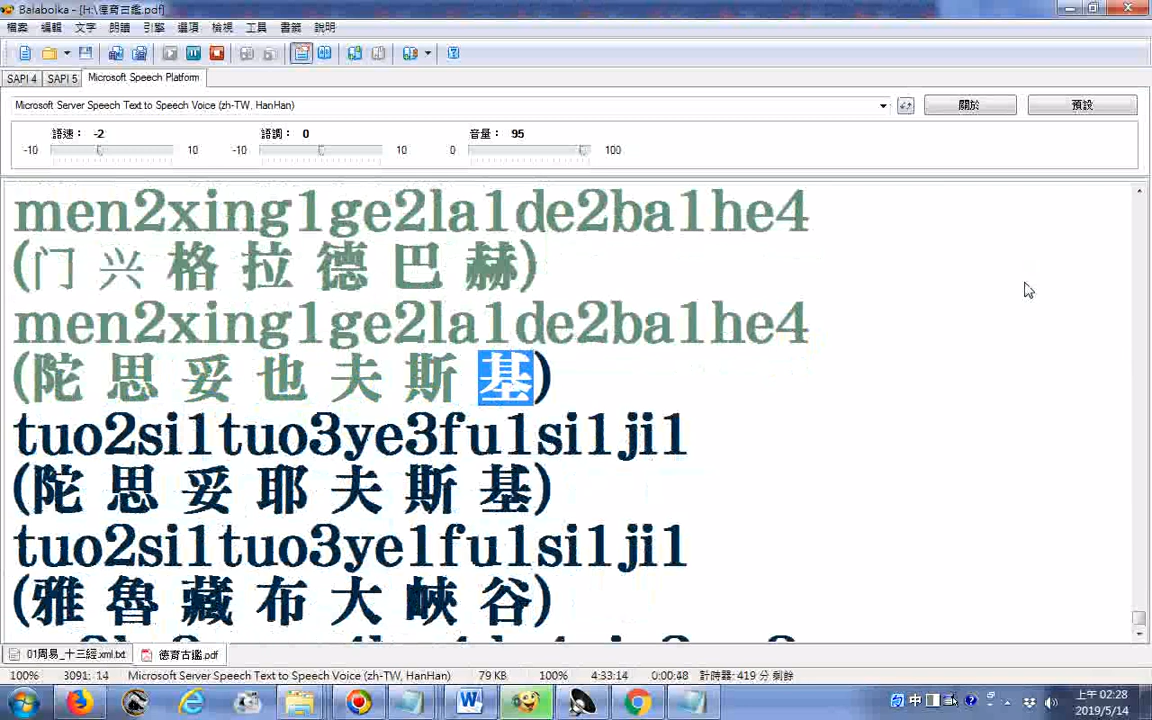 Balabolka - [H:\德育古鑑.pdf]
檔案 編輯 文字 朗讀 引擎 選項 檢視 工具 書籤 說明
SAPI 4 SAPI 5 Microsoft Speech Platform
Microsoft Server Speech Text to Speech Voice (zh-TW, HanHan) 關於 預設
語速： -2 語調： 0 音量： 95
-10 10 -10 10 0 100
men2xing1ge2la1de2ba1he4
(门 兴 格 拉 德 巴 赫)
men2xing1ge2la1de2ba1he4
(陀 思 妥 也 夫 斯 基)
tuo2si1tuo3ye3fu1si1ji1
(陀 思 妥 耶 夫 斯 基)
tuo2si1tuo3ye1fu1si1ji1
(雅 魯 藏 布 大 峽 谷)
01周易_十三經.xml.txt 德育古鑑.pdf
100% 3091: 14 Microsoft Server Speech Text to Speech Voice (zh-TW, HanHan) 79 KB 100% 4:33:14 0:00:48 計時器: 419 分 剩餘
中 上午 02:28
2019/5/14